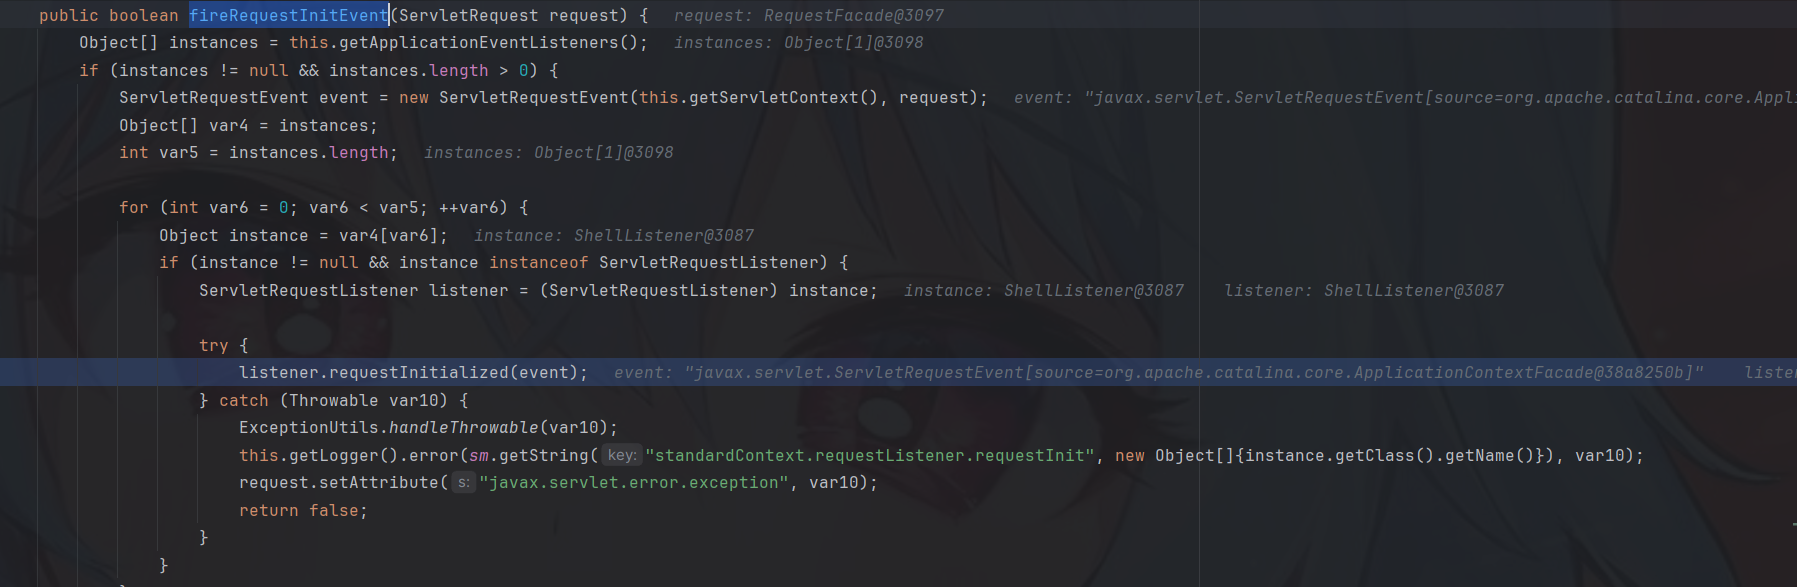 public boolean fireRequestInitEvent(ServletRequest request) {   request: RequestFacade@3097
    Object[] instances = this.getApplicationEventListeners();   instances: Object[1]@3098
    if (instances != null && instances.length > 0) {
        ServletRequestEvent event = new ServletRequestEvent(this.getServletContext(), request);   event: "javax.servlet.ServletRequestEvent[source=org.apache.catalina.core.Appli
        Object[] var4 = instances;
        int var5 = instances.length;   instances: Object[1]@3098
        for (int var6 = 0; var6 < var5; ++var6) {
            Object instance = var4[var6];   instance: ShellListener@3087
            if (instance != null && instance instanceof ServletRequestListener) {
                ServletRequestListener listener = (ServletRequestListener) instance;   instance: ShellListener@3087    listener: ShellListener@3087
                try {
                    listener.requestInitialized(event);   event: "javax.servlet.ServletRequestEvent[source=org.apache.catalina.core.ApplicationContextFacade@38a8250b]"    listen
                } catch (Throwable var10) {
                    ExceptionUtils.handleThrowable(var10);
                    this.getLogger().error(sm.getString( key: "standardContext.requestListener.requestInit", new Object[]{instance.getClass().getName()}), var10);
                    request.setAttribute( s: "javax.servlet.error.exception", var10);
                    return false;
                }
            }